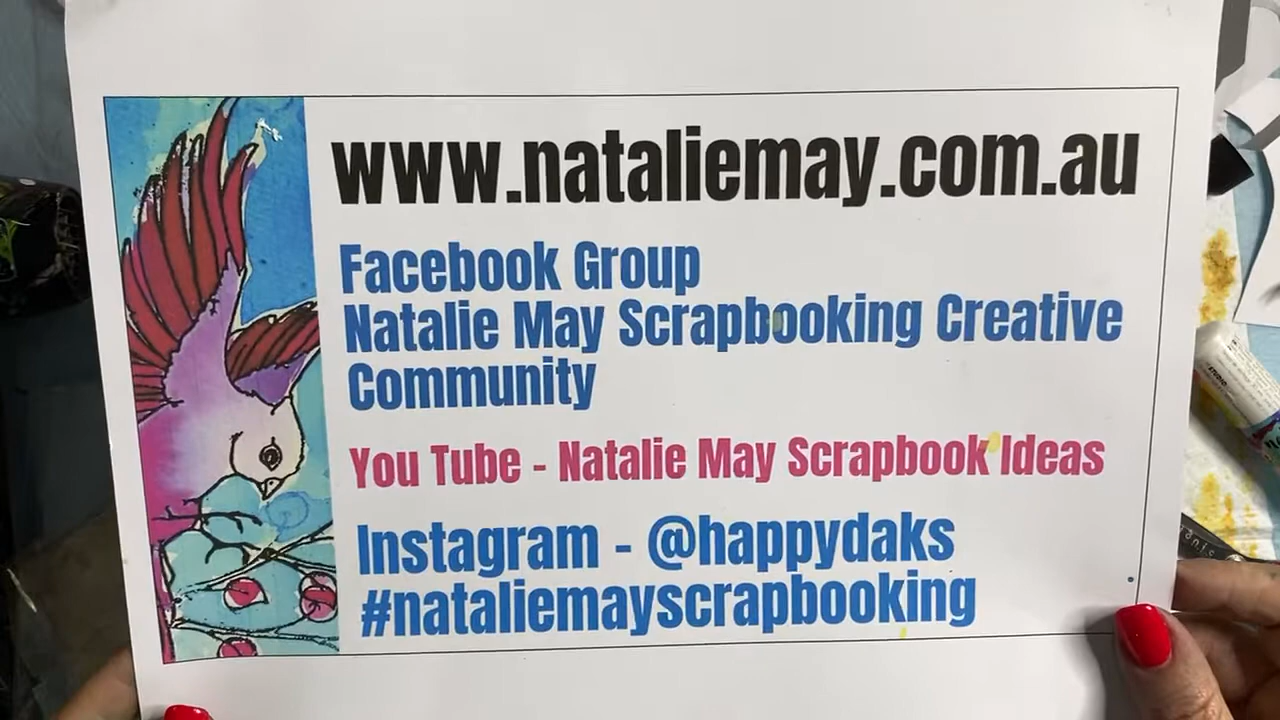 www.nataliemay.com.au
Facebook Group
Natalie May Scrapbooking Creative
Community
You Tube - Natalie May Scrapbook Ideas
Instagram - @happydaks
#nataliemayscrapbooking
STUDIO